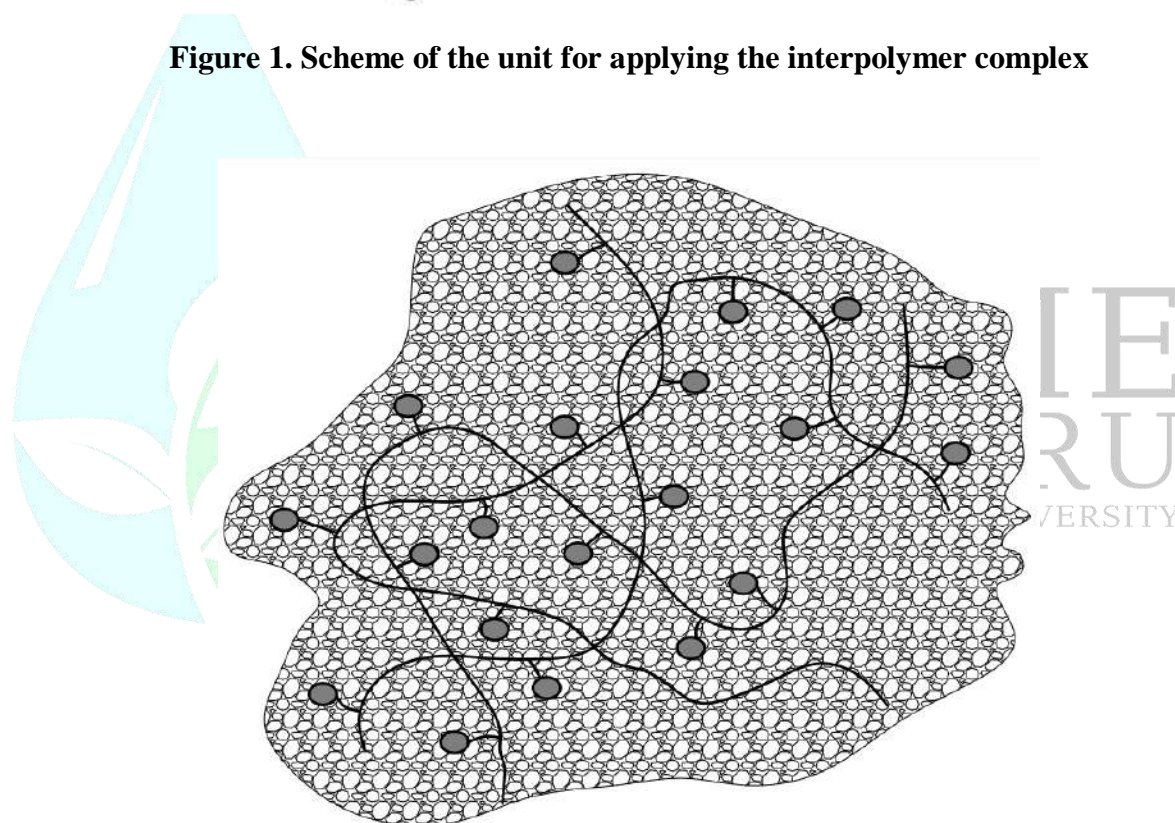 Figure 1. Scheme of the unit for applying the interpolymer complex